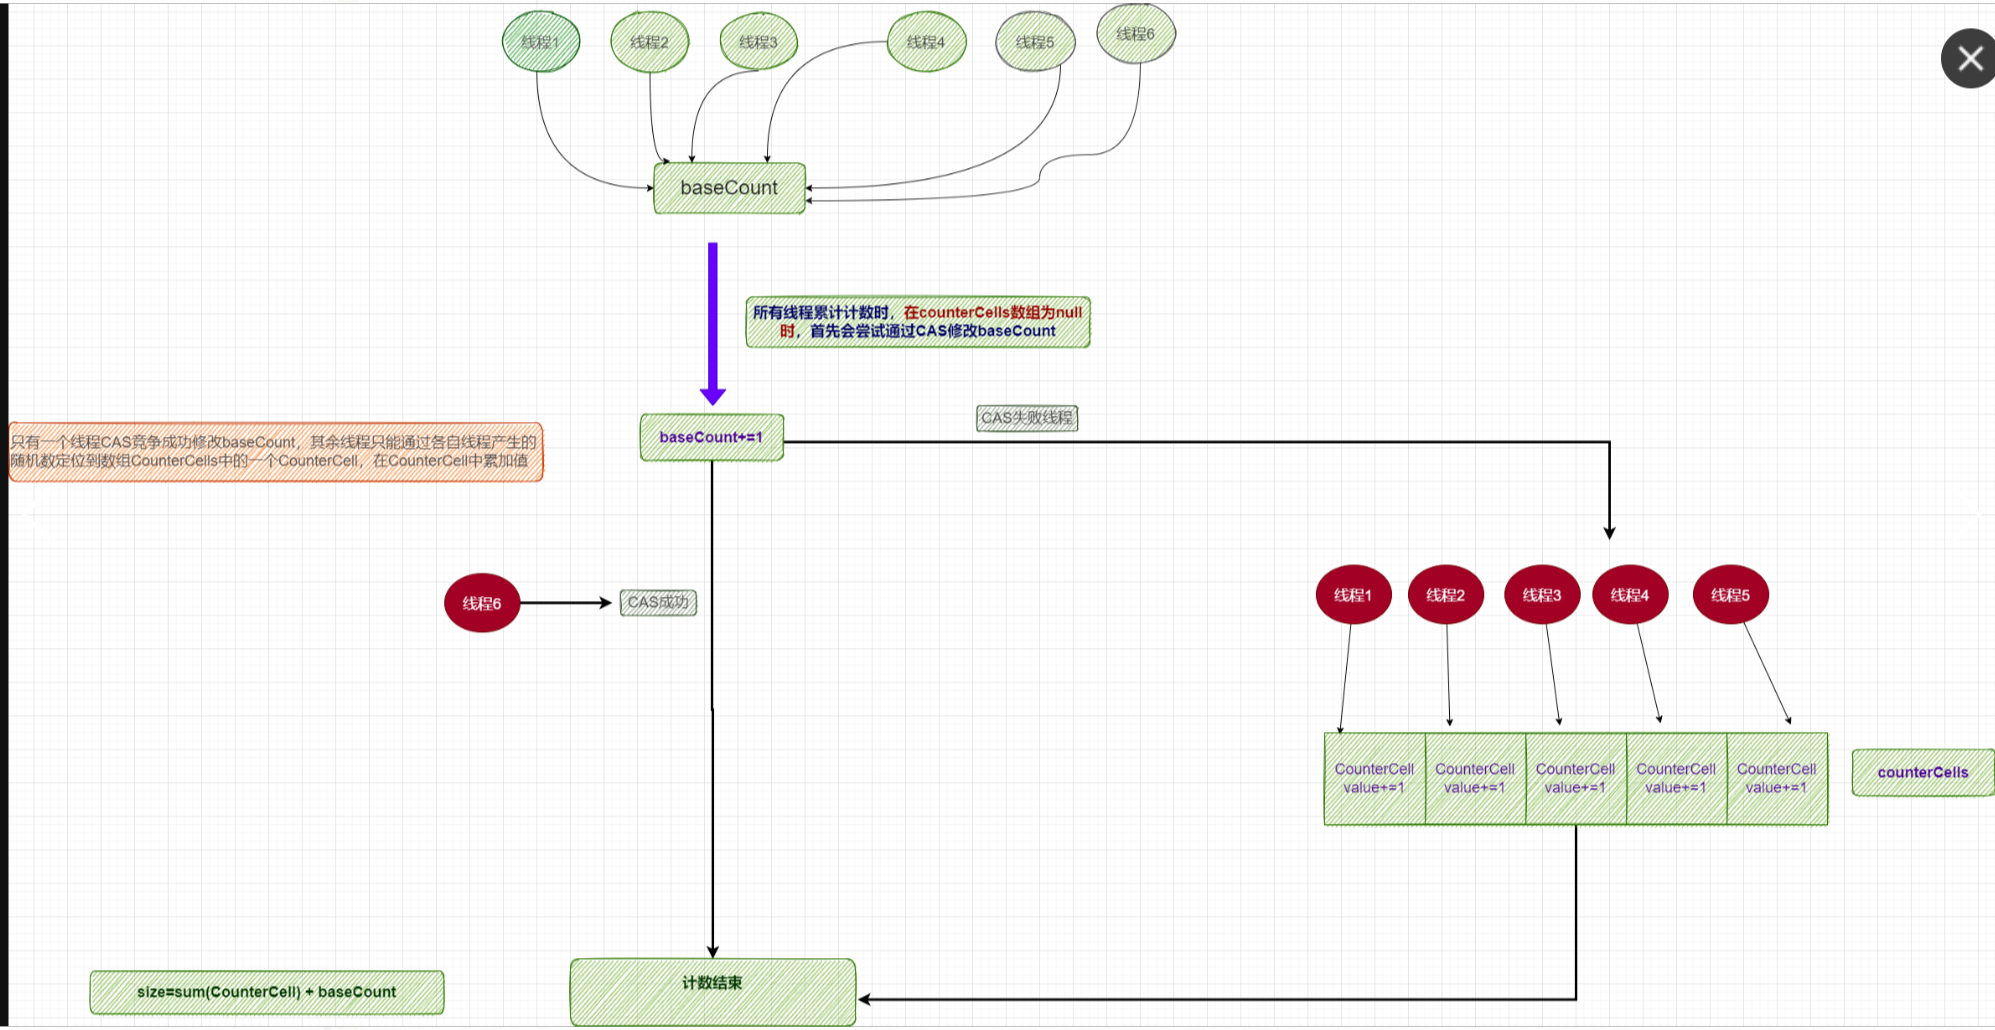 线程1
线程2
线程3
线程4
线程5
线程6
baseCount
所有线程累计计数时，在counterCells数组为null
时，首先会尝试通过CAS修改baseCount
CAS失败线程
baseCount+=1
只有一个线程CAS竞争成功修改baseCount，其余线程只能通过各自线程产生的
随机数定位到数组CounterCells中的一个CounterCell，在CounterCell中累加值
线程6
CAS成功
线程1
线程2
线程3
线程4
线程5
CounterCell
value+=1
CounterCell
value+=1
CounterCell
value+=1
CounterCell
value+=1
CounterCell
value+=1
counterCells
计数结束
size=sum(CounterCell) + baseCount